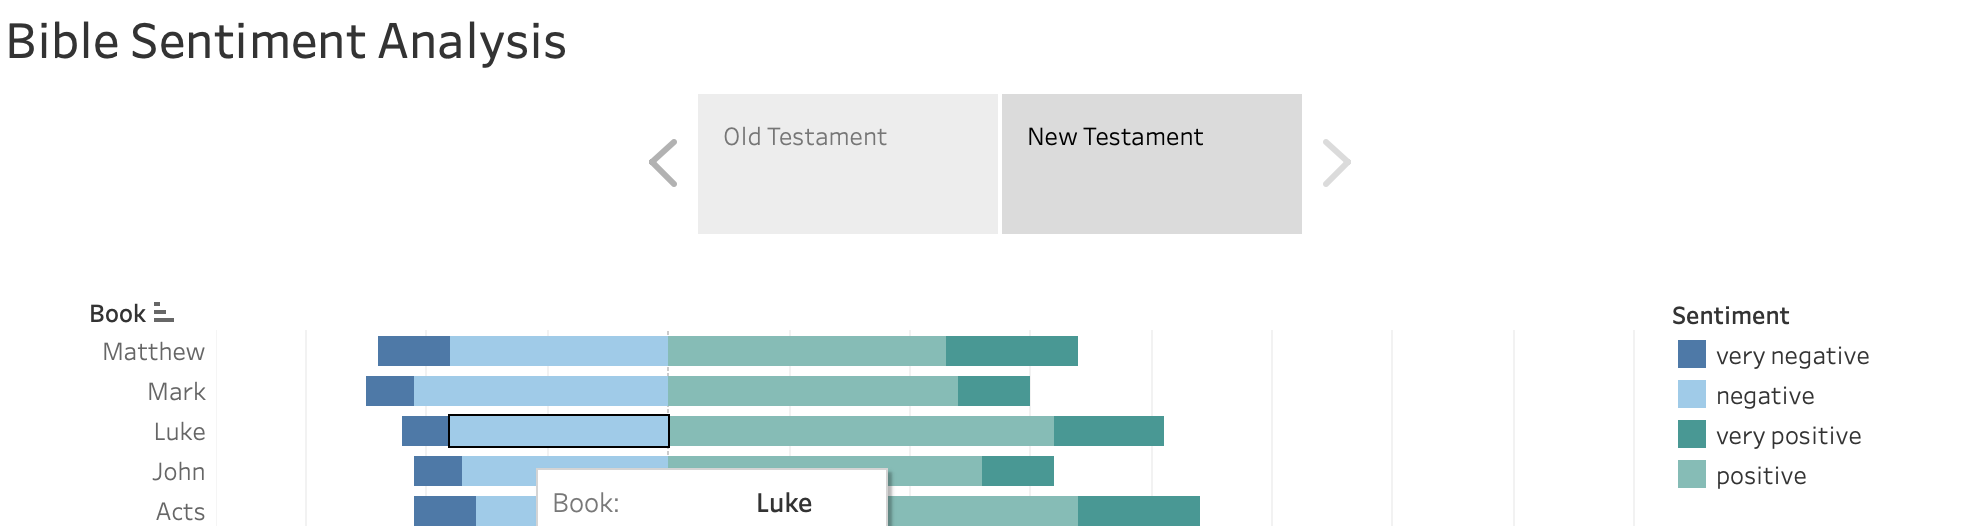 Bible Sentiment Analysis
Old Testament
New Testament
Book
Matthew
Mark
Luke
John
Acts
Book: Luke
Sentiment
very negative
negative
very positive
positive